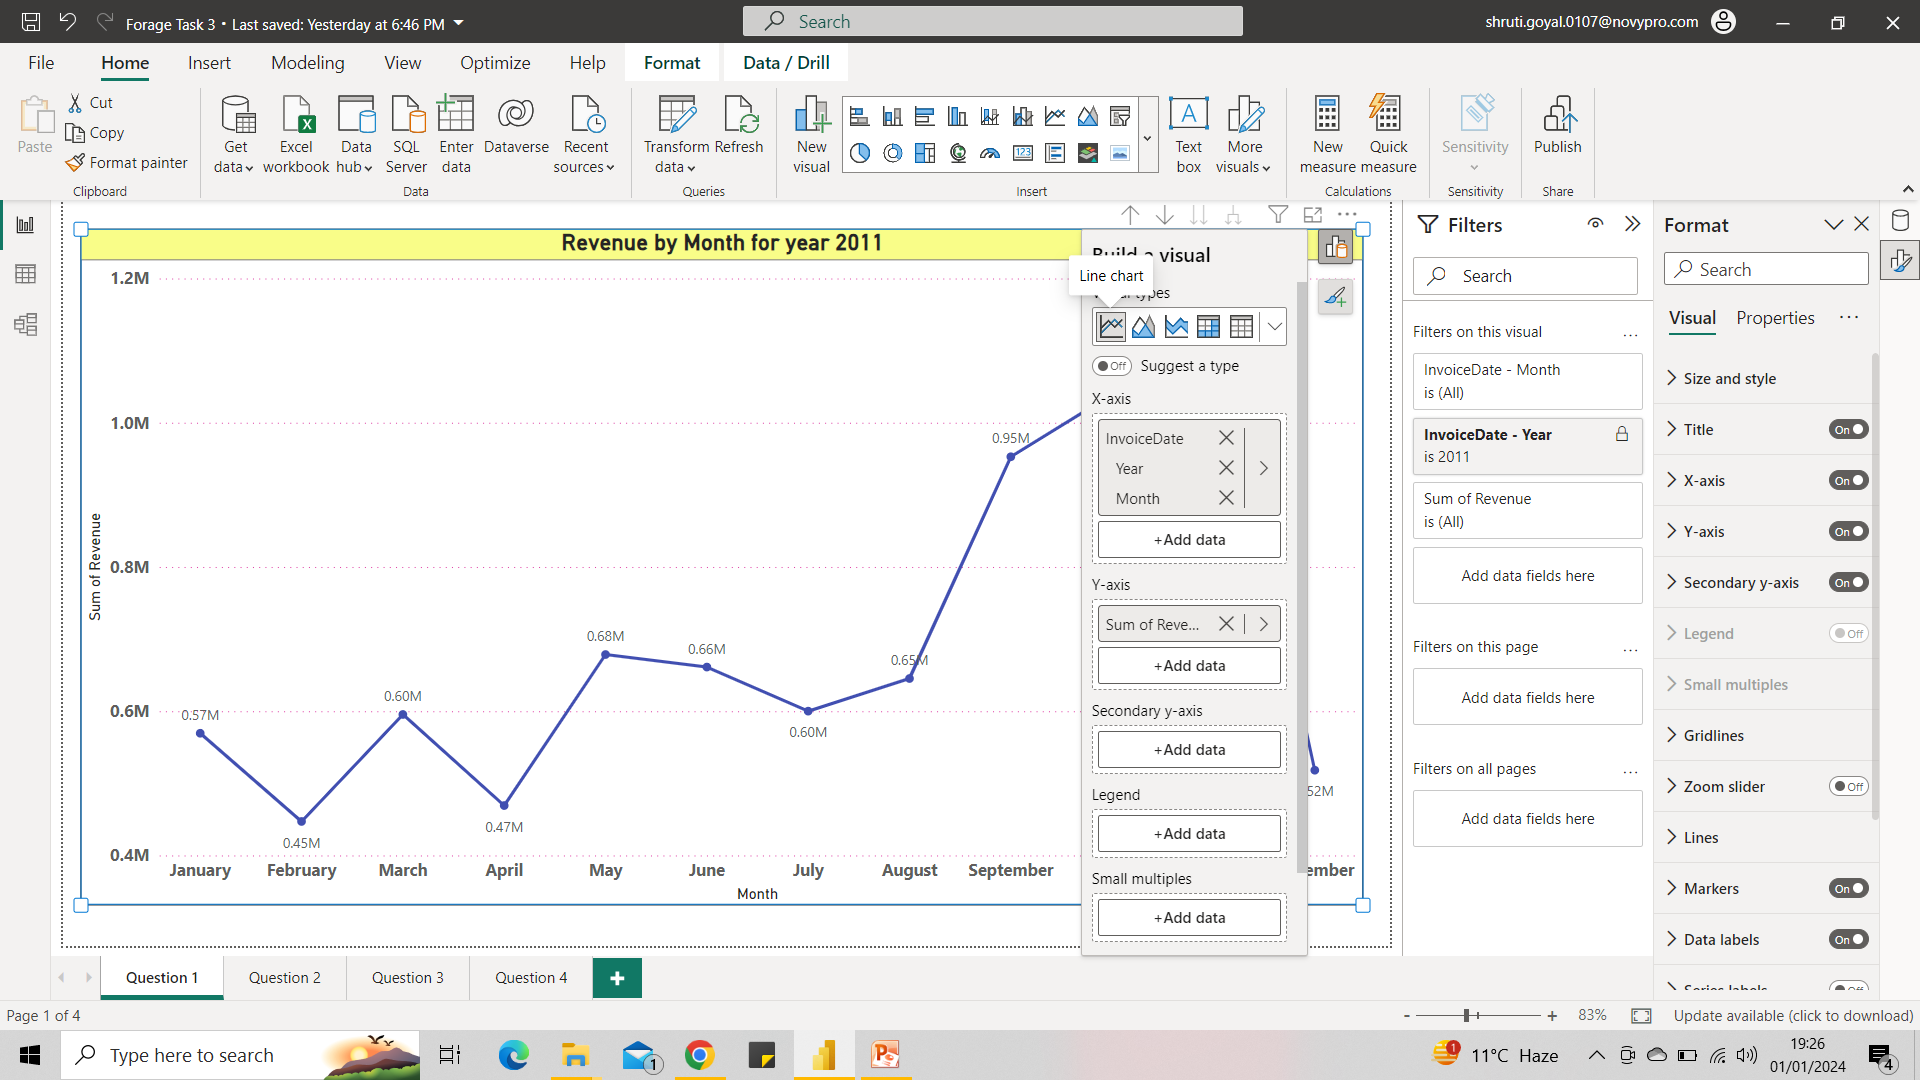 Forage Task 3 • Last saved: Yesterday at 6:46 PM
Search
shruti.goyal.0107@novypro.com
File
Home
Insert
Modeling
View
Optimize
Help
Format
Data / Drill
Paste
Cut
Copy
Format painter
Clipboard
Get data
Excel workbook
Data hub
SQL Server
Enter data
Dataverse
Recent sources
Data
Transform data
Refresh
Queries
New visual
Text box
More visuals
Insert
New measure
Quick measure
Calculations
Sensitivity
Sensitivity
Publish
Share
Revenue by Month for year 2011
1.2M
1.0M
0.8M
0.6M
0.4M
Sum of Revenue
0.57M
0.45M
0.60M
0.47M
0.68M
0.66M
0.60M
0.65M
0.95M
52M
January
February
March
April
May
June
July
August
September
ember
Month
Build a visual
Line chart
types
Off
Suggest a type
X-axis
InvoiceDate
Year
Month
+Add data
Y-axis
Sum of Reve...
+Add data
Secondary y-axis
+Add data
Legend
+Add data
Small multiples
+Add data
Filters
Search
Filters on this visual
...
InvoiceDate - Month
is (All)
InvoiceDate - Year
is 2011
Sum of Revenue
is (All)
Add data fields here
Filters on this page
...
Add data fields here
Filters on all pages
...
Add data fields here
Format
Search
Visual
Properties
...
Size and style
Title
On
X-axis
On
Y-axis
On
Secondary y-axis
On
Legend
Off
Small multiples
Gridlines
Zoom slider
Off
Lines
Markers
On
Data labels
On
Series labels
Off
Question 1
Question 2
Question 3
Question 4
+
Page 1 of 4
- + 83%
Update available (click to download)
Type here to search
1
1
11°C Haze
19:26
01/01/2024
4